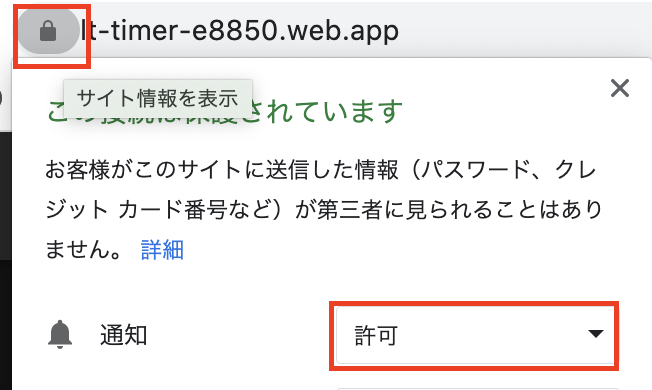 lt-timer-e8850.web.app
サイト情報を表示
この接続は保護されています
お客様がこのサイトに送信した情報（パスワード、クレ
ジット カード番号など）が第三者に見られることはあり
ません。 詳細
通知 許可